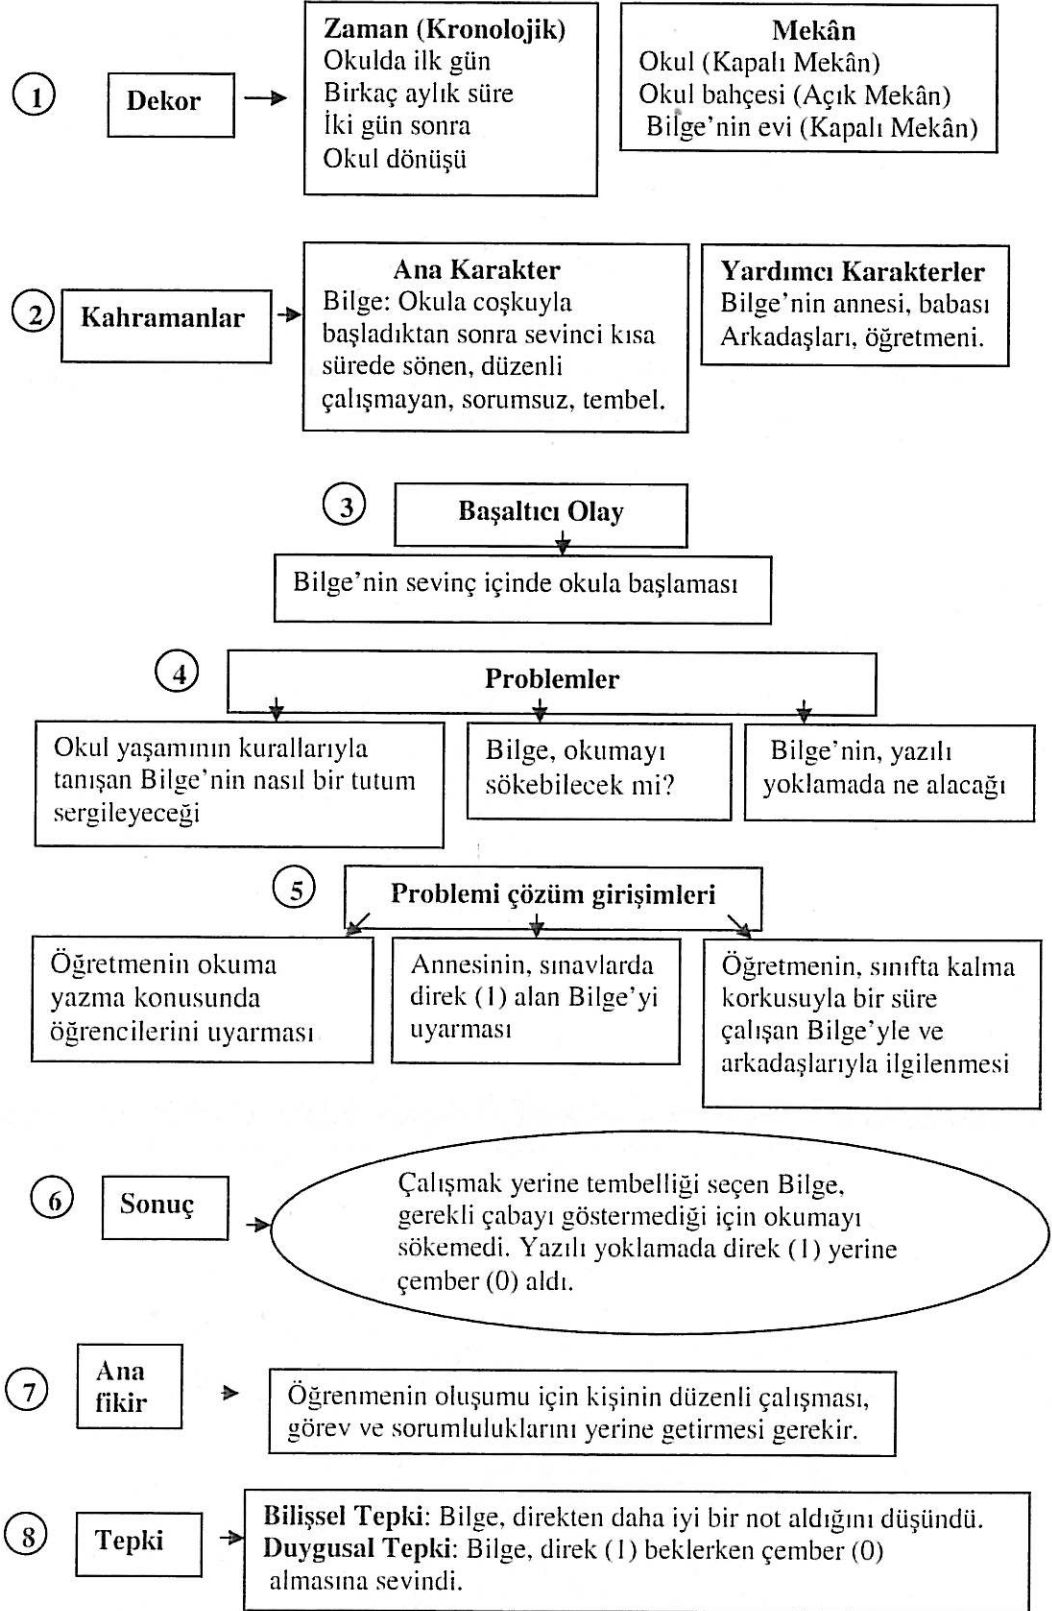 1
Dekor
Zaman (Kronolojik)
Okulda ilk gün
Birkaç aylık süre
İki gün sonra
Okul dönüşü
Mekân
Okul (Kapalı Mekân)
Okul bahçesi (Açık Mekân)
Bilge’nin evi (Kapalı Mekân)
2
Kahramanlar
Ana Karakter
Bilge: Okula coşkuyla
başladıktan sonra sevinci kısa
sürede sönen, düzenli
çalışmayan, sorumsuz, tembel.
Yardımcı Karakterler
Bilge’nin annesi, babası
Arkadaşları, öğretmeni.
3
Başaltıcı Olay
Bilge’nin sevinç içinde okula başlaması
4
Problemler
Okul yaşamının kurallarıyla
tanışan Bilge’nin nasıl bir tutum
sergileyeceği
Bilge, okumayı
sökebilecek mi?
Bilge’nin, yazılı
yoklamada ne alacağı
5
Problemi çözüm girişimleri
Öğretmenin okuma
yazma konusunda
öğrencilerini uyarması
Annesinin, sınavlarda
direk (1) alan Bilge’yi
uyarması
Öğretmenin, sınıfta kalma
korkusuyla bir süre
çalışan Bilge’yle ve
arkadaşlarıyla ilgilenmesi
6
Sonuç
Çalışmak yerine tembelliği seçen Bilge,
gerekli çabayı göstermediği için okumayı
sökemedi. Yazılı yoklamada direk (1) yerine
çember (0) aldı.
7
Ana
fikir
Öğrenmenin oluşumu için kişinin düzenli çalışması,
görev ve sorumluluklarını yerine getirmesi gerekir.
8
Tepki
Bilişsel Tepki: Bilge, direkten daha iyi bir not aldığını düşündü.
Duygusal Tepki: Bilge, direk (1) beklerken çember (0)
almasına sevindi.